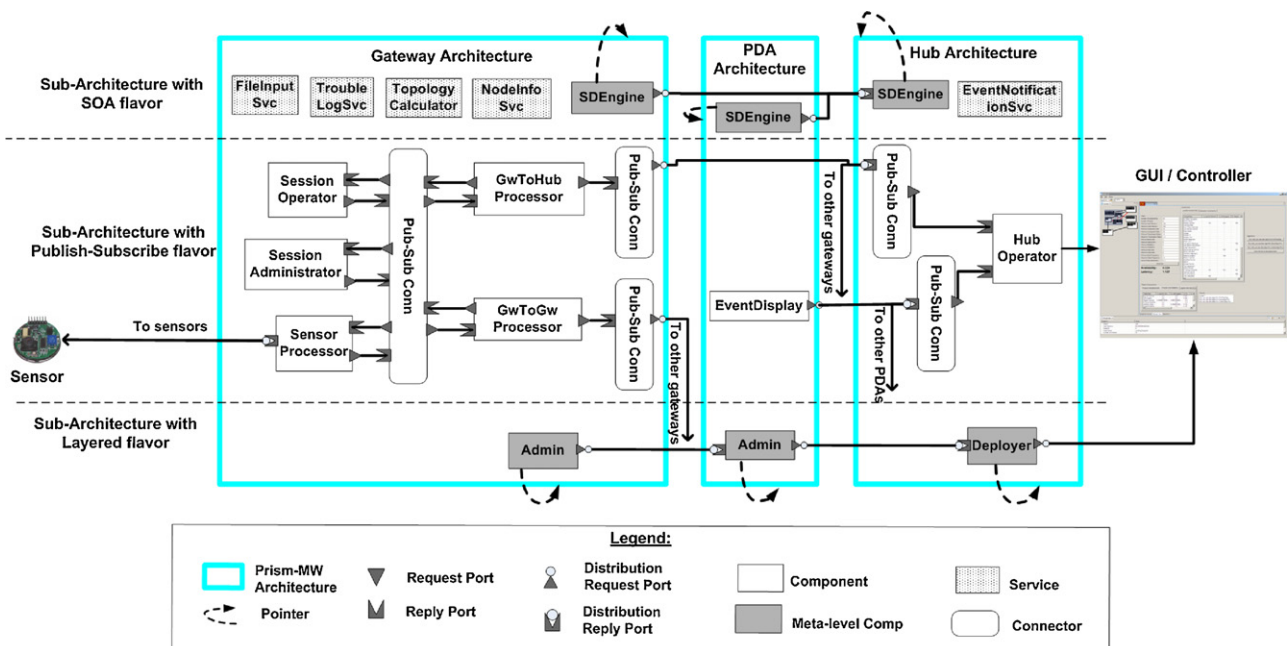 Gateway Architecture
PDA
Architecture
Hub Architecture
Sub-Architecture with
SOA flavor
FileInput
Svc
Trouble
LogSvc
Topology
Calculator
NodeInfo
Svc
SDEngine
SDEngine
SDEngine
EventNotificat
ionSvc
Sub-Architecture with
Publish-Subscribe flavor
Session
Operator
Session
Administrator
Sensor
Processor
Pub-Sub Conn
GwToHub
Processor
GwToGw
Processor
Pub-Sub Conn
Pub-Sub Conn
To other gateways
To other gateways
EventDisplay
To other PDAs
Pub-Sub Conn
Pub-Sub Conn
Hub
Operator
GUI / Controller
To sensors
Sensor
Sub-Architecture with
Layered flavor
Admin
Admin
Deployer
Legend:
Prism-MW
Architecture
Pointer
Request Port
Reply Port
Distribution
Request Port
Distribution
Reply Port
Component
Meta-level Comp
Service
Connector